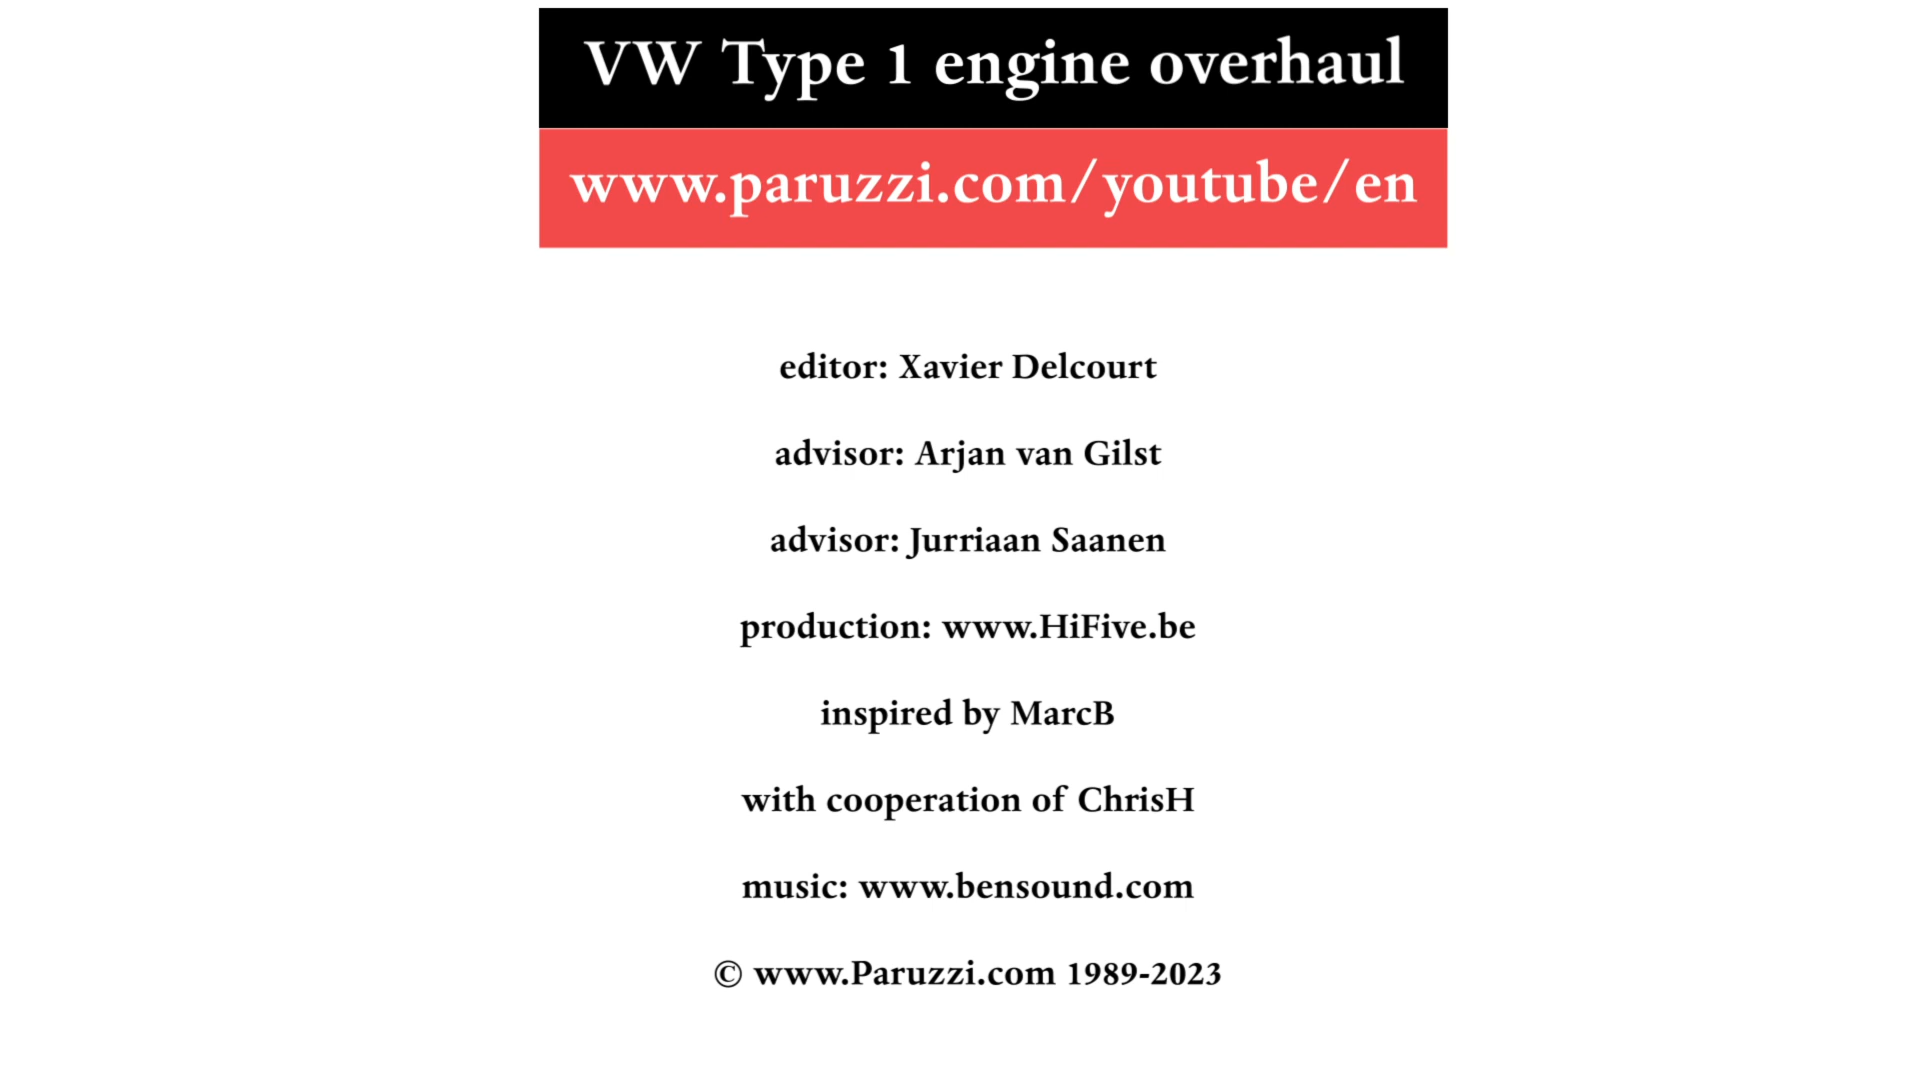 VW Type 1 engine overhaul
www.paruzzi.com/youtube/en
editor: Xavier Delcourt
advisor: Arjan van Gilst
advisor: Jurriaan Saanen
production: www.HiFive.be
inspired by MarcB
with cooperation of ChrisH
music: www.bensound.com
© www.Paruzzi.com 1989-2023